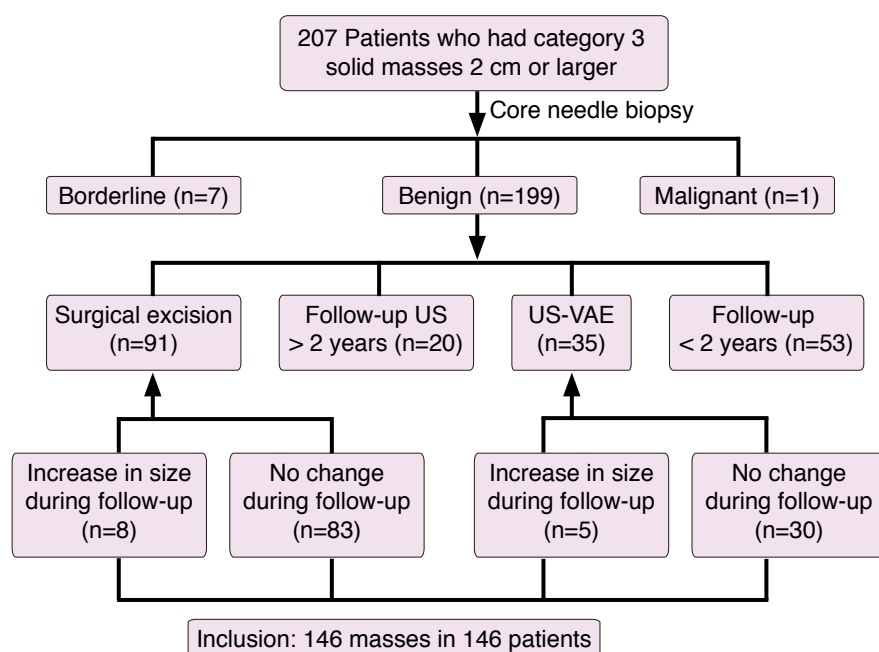 207 Patients who had category 3
solid masses 2 cm or larger
Core needle biopsy
Borderline (n=7)
Benign (n=199)
Malignant (n=1)
Surgical excision
(n=91)
Follow-up US
> 2 years (n=20)
US-VAE
(n=35)
Follow-up
< 2 years (n=53)
Increase in size
during follow-up
(n=8)
No change
during follow-up
(n=83)
Increase in size
during follow-up
(n=5)
No change
during follow-up
(n=30)
Inclusion: 146 masses in 146 patients